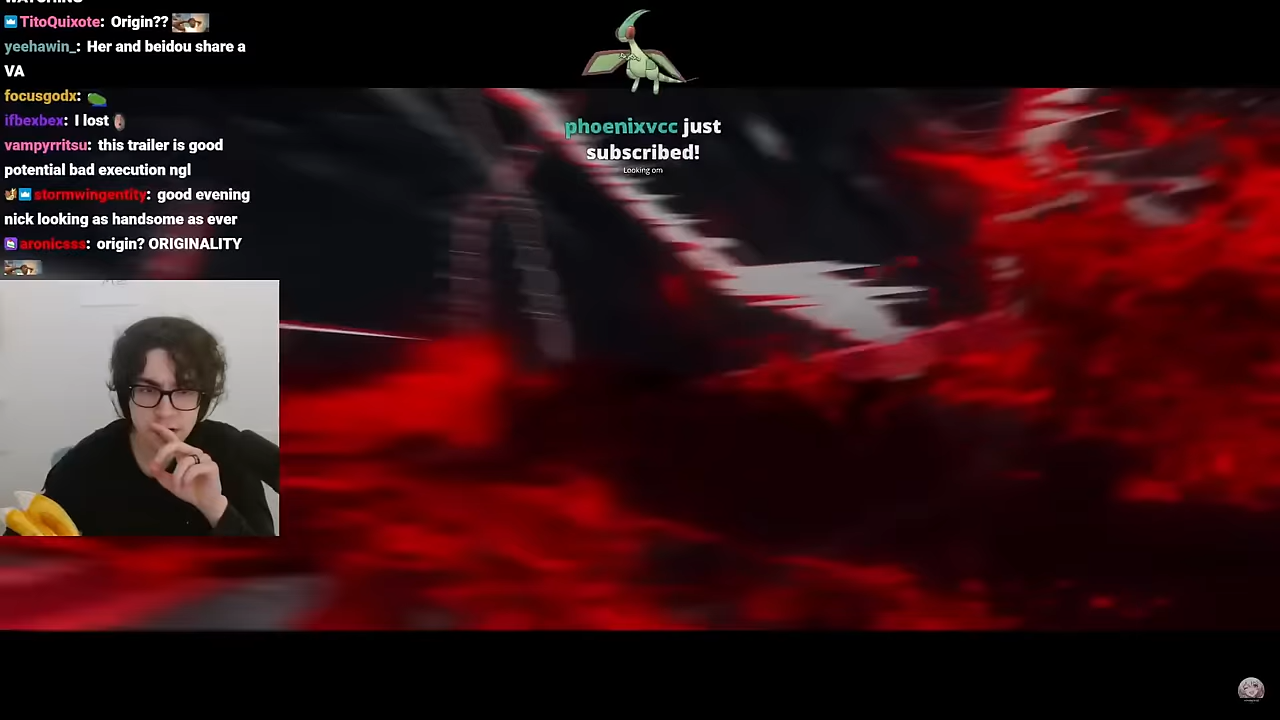 TitoQuixote: Origin??
yeehawin_: Her and beidou share a
VA
focusgodx:
ifbexbex: I lost
vampyrritsu: this trailer is good
potential bad execution ngl
stormwingentity: good evening
nick looking as handsome as ever
aronicsss: origin? ORIGINALITY
phoenixvcc just
subscribed!
Looking om